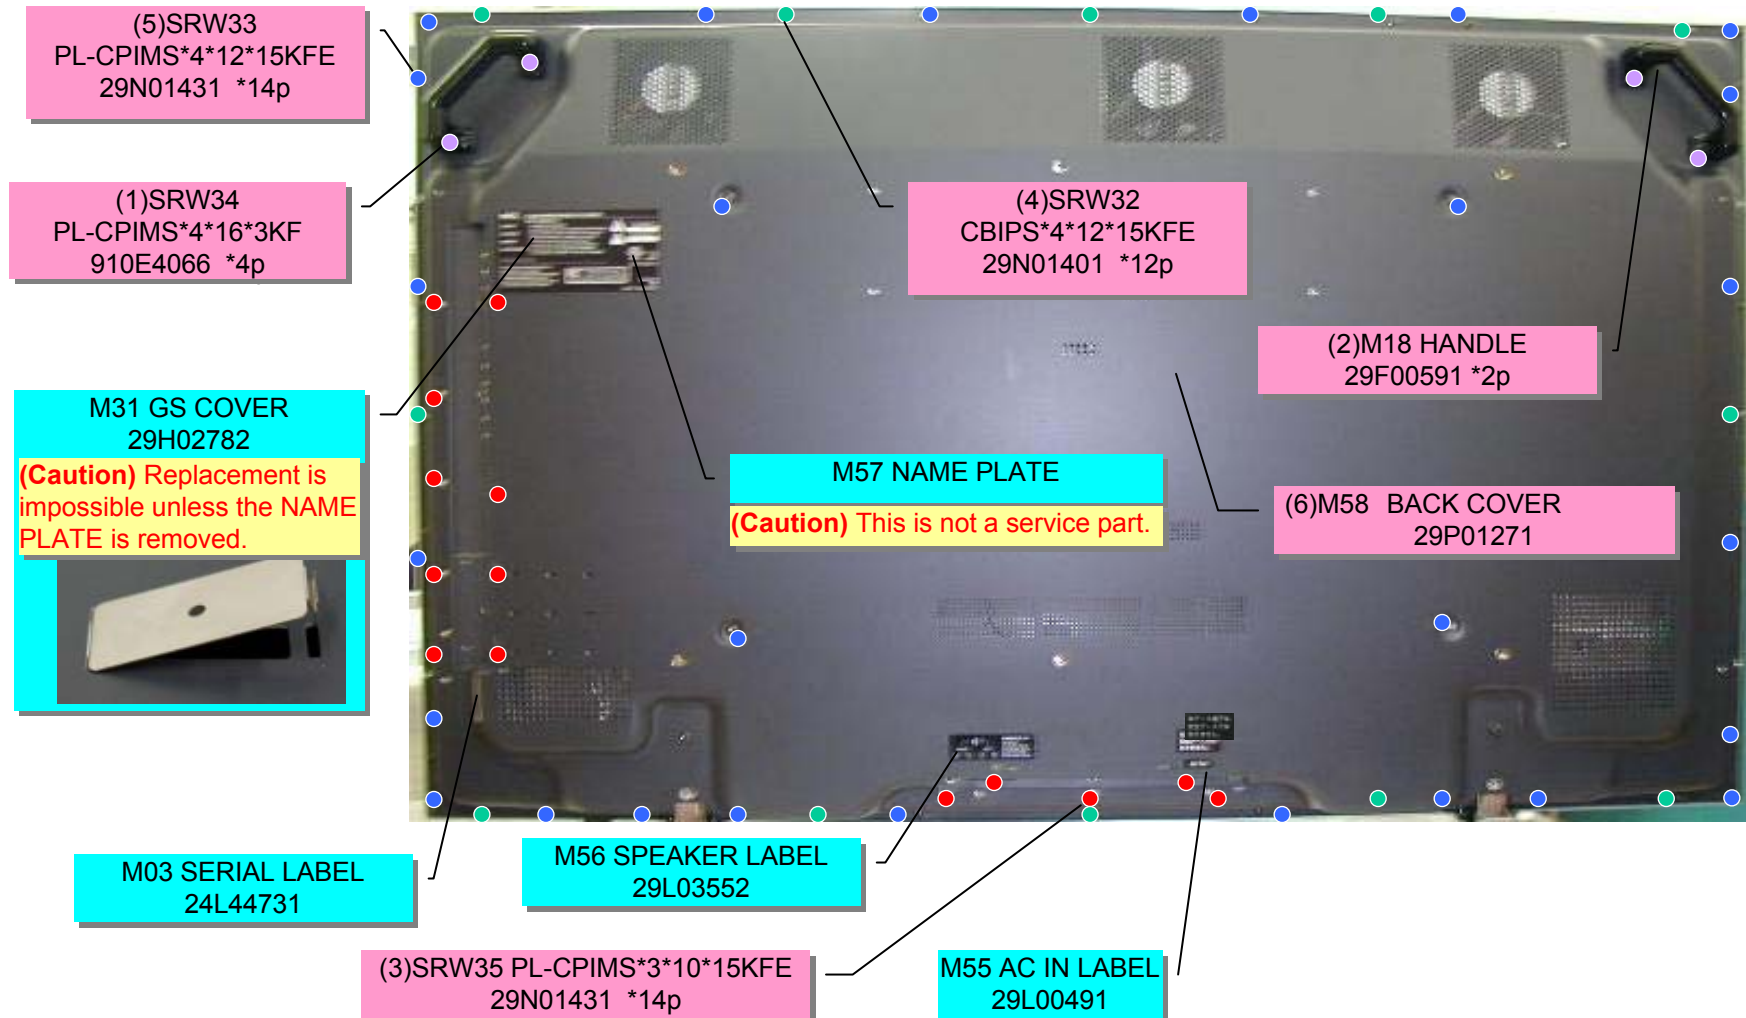 (5)SRW33
PL-CPIMS*4*12*15KFE
29N01431 *14p
(1)SRW34
PL-CPIMS*4*16*3KF
910E4066 *4p
(4)SRW32
CBIPS*4*12*15KFE
29N01401 *12p
(2)M18 HANDLE
29F00591 *2p
M31 GS COVER
29H02782
(Caution) Replacement is
impossible unless the NAME
PLATE is removed.
M57 NAME PLATE
(Caution) This is not a service part.
(6)M58 BACK COVER
29P01271
M03 SERIAL LABEL
24L44731
M56 SPEAKER LABEL
29L03552
(3)SRW35 PL-CPIMS*3*10*15KFE
29N01431 *14p
M55 AC IN LABEL
29L00491